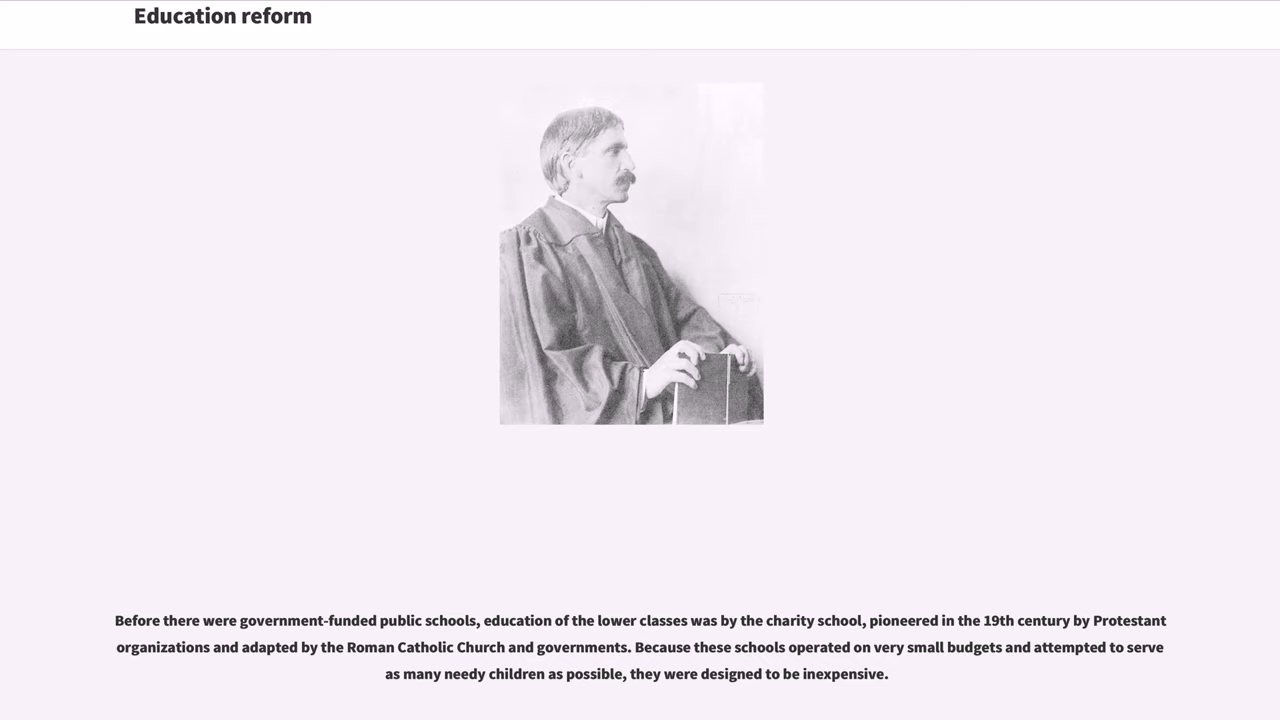 Education reform
Before there were government-funded public schools, education of the lower classes was by the charity school, pioneered in the 19th century by Protestant
organizations and adapted by the Roman Catholic Church and governments. Because these schools operated on very small budgets and attempted to serve
as many needy children as possible, they were designed to be inexpensive.